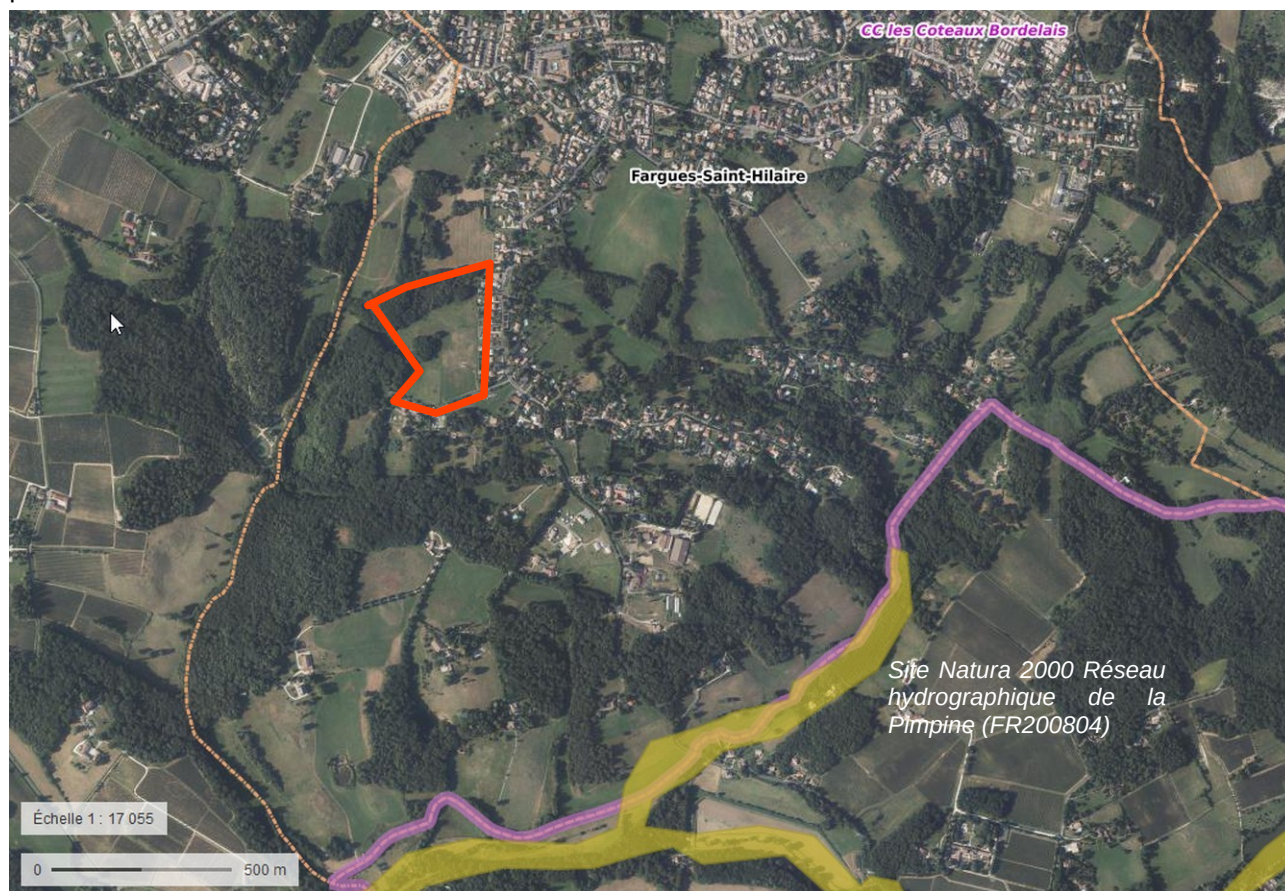 CC les Coteaux Bordelais
Fargues-Saint-Hilaire
Site Natura 2000 Réseau
hydrographique de la
Pimpine (FR200804)
Échelle 1 : 17 055
0 500 m